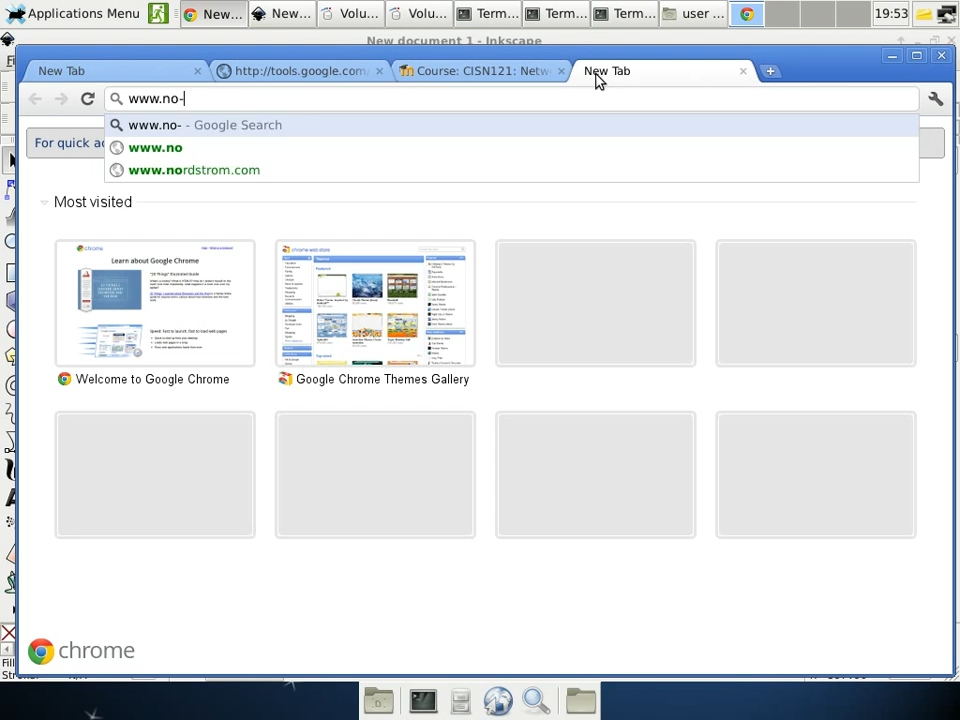 Applications Menu
New...
New...
Volu...
Volu...
Term...
Term...
Term...
user ...
19:53
New document 1 - Inkscape
New Tab
http://tools.google.com/
Course: CISN121: Netw
New Tab
www.no-
For quick ac
www.no- - Google Search
www.no
www.nordstrom.com
Most visited
Learn about Google Chrome
Welcome to Google Chrome
Google Chrome Themes Gallery
chrome
Fill